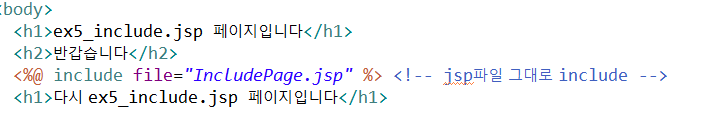 <body>
<h1>ex5_include.jsp 페이지입니다</h1>
<h2>반갑습니다</h2>
<%@ include file="IncludePage.jsp" %> <!-- jsp파일 그대로 include -->
<h1>다시 ex5_include.jsp 페이지입니다</h1>